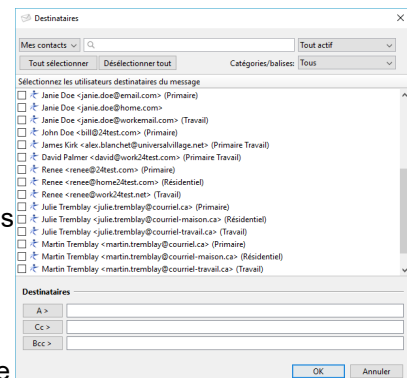 Destinataires
Mes contacts
Tout actif
Tout sélectionner Désélectionner tout Catégories/balises: Tous
Sélectionnez les utilisateurs destinataires du message
Janie Doe <janie.doe@email.com> (Primaire)
Janie Doe <janie.doe@home.com>
Janie Doe <janie.doe@workemail.com> (Travail)
John Doe <bill@24test.com> (Primaire)
James Kirk <alex.blanchet@universalvillage.net> (Primaire Travail)
David Palmer <david@work24test.com> (Primaire Travail)
Renee <renee@24test.com> (Primaire)
Renee <renee@home24test.com> (Résidentiel)
Renee <renee@work24test.net> (Travail)
Julie Tremblay <julie.tremblay@courriel.ca> (Primaire)
s
Julie Tremblay <julie.tremblay@courriel-maison.ca> (Résidentiel)
Julie Tremblay <julie.tremblay@courriel-travail.ca> (Travail)
Martin Tremblay <martin.tremblay@courriel.ca> (Primaire)
Martin Tremblay <martin.tremblay@courriel-maison.ca> (Résidentiel)
Martin Tremblay <martin.tremblay@courriel-travail.ca> (Travail)
Destinataires
A >
Cc >
Bcc >
e
OK Annuler